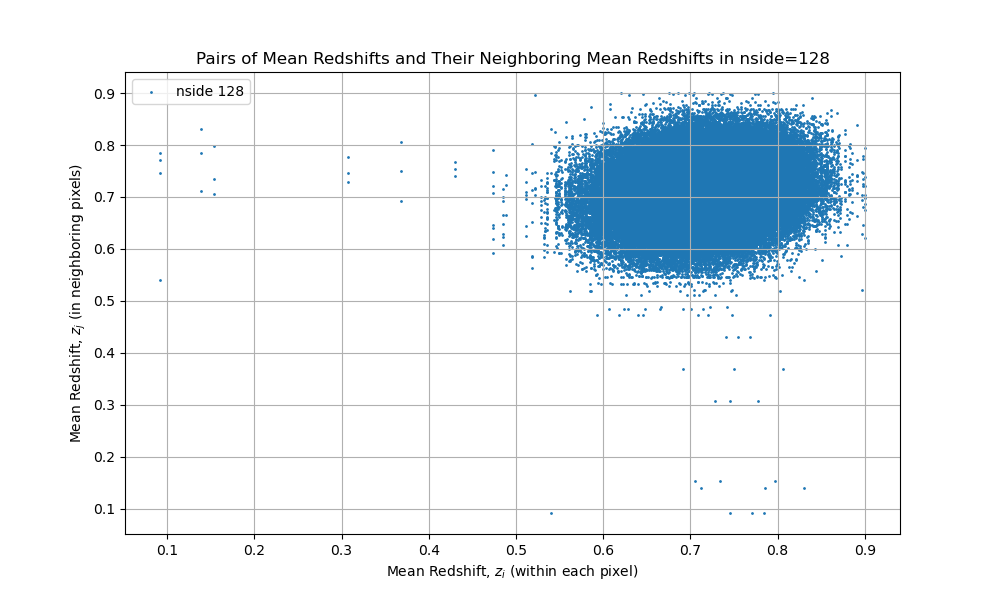 Pairs of Mean Redshifts and Their Neighboring Mean Redshifts in nside=128
nside 128
Mean Redshift, z_j (in neighboring pixels)
0.9
0.8
0.7
0.6
0.5
0.4
0.3
0.2
0.1
0.1 0.2 0.3 0.4 0.5 0.6 0.7 0.8 0.9
Mean Redshift, z_i (within each pixel)